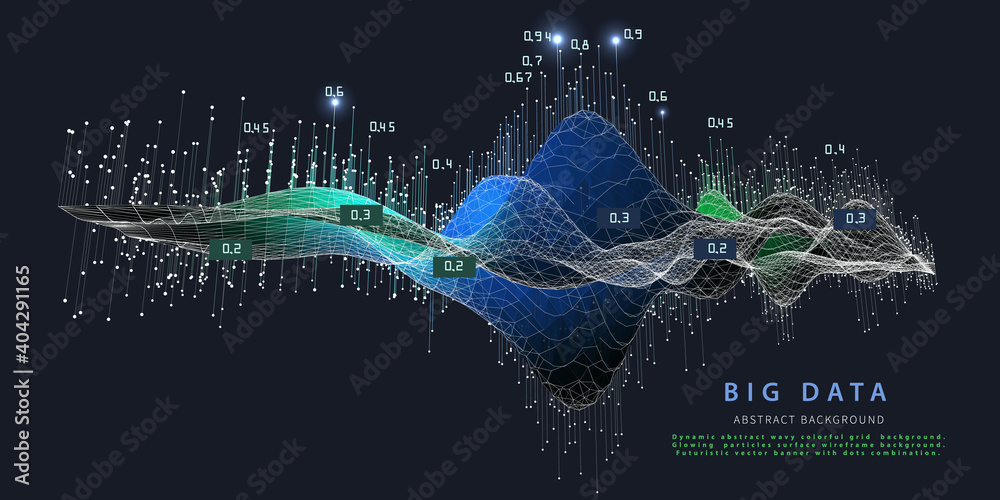 0.94
0.9
0.8
0.7
0.67
0.6
0.6
0.45
0.45
0.45
0.4
0.4
0.3
0.3
0.3
0.2
0.2
0.2
BIG DATA
ABSTRACT BACKGROUND
Dynamic abstract wavy colorful grid background.
Glowing particles surface wireframe background.
Futuristic vector banner with dots combination.
Adobe Stock
Adobe Stock | #404291165